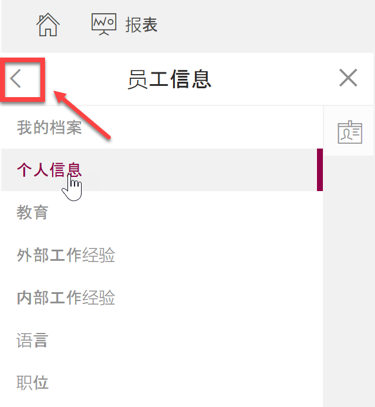 报表
员工信息
我的档案
个人信息
教育
外部工作经验
内部工作经验
语言
职位